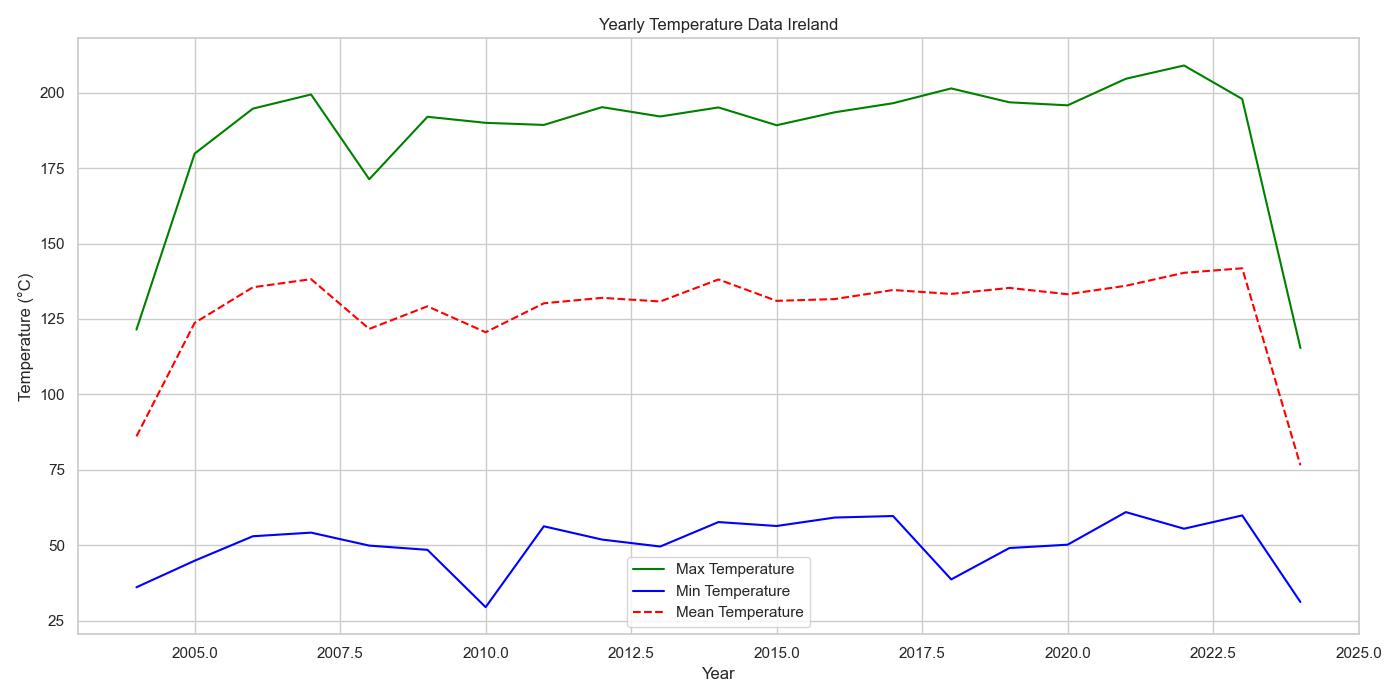 Yearly Temperature Data Ireland
Temperature (°C)
200
175
150
125
100
75
50
25
Max Temperature
Min Temperature
Mean Temperature
2005.0 2007.5 2010.0 2012.5 2015.0 2017.5 2020.0 2022.5 2025.0
Year